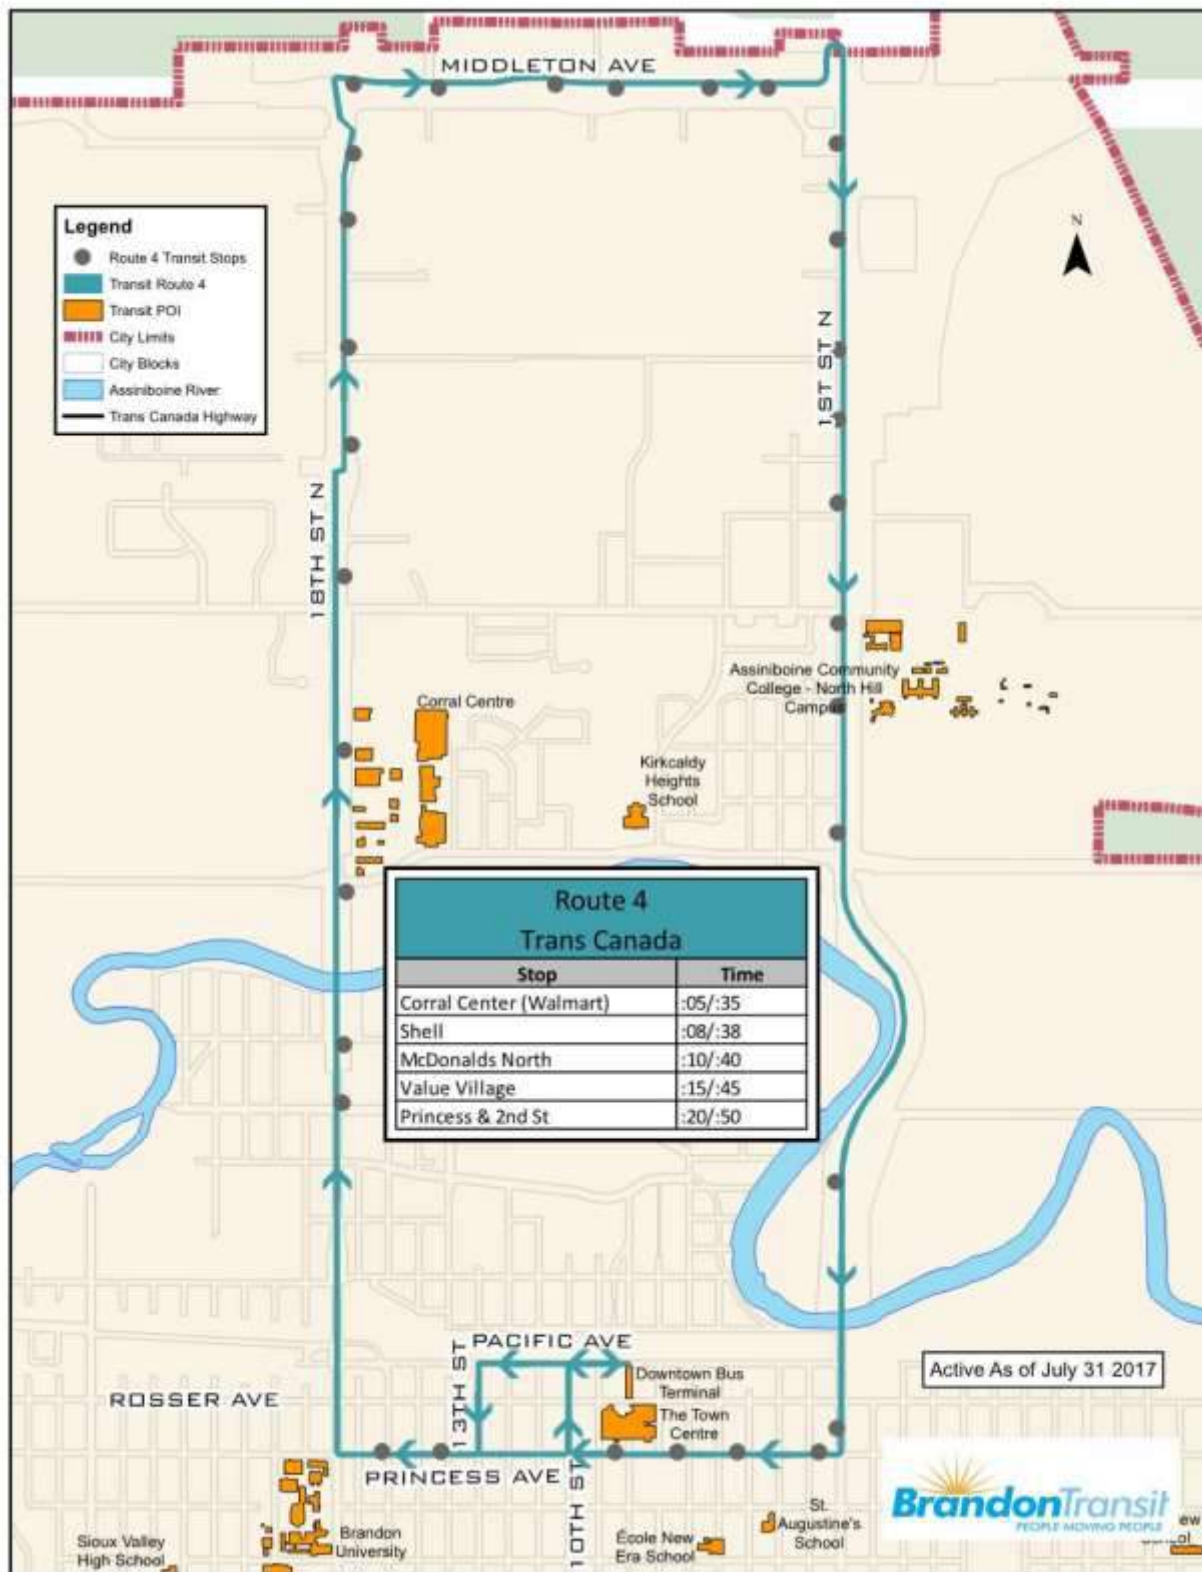 MIDDLETON AVE
Legend
Route 4 Transit Stops
Transit Route 4
Transit POI
City Limits
City Blocks
Assiniboine River
Trans Canada Highway
N
1ST ST N
18TH ST N
Assiniboine Community
College - North Hill
Campus
Corral Centre
Kirkcaldy
Heights
School
Route 4
Trans Canada
Stop Time
Corral Center (Walmart) :05/:35
Shell :08/:38
McDonalds North :10/:40
Value Village :15/:45
Princess & 2nd St :20/:50
PACIFIC AVE
13TH ST
Downtown Bus
Terminal
Active As of July 31 2017
ROSSER AVE
The Town
Centre
PRINCESS AVE
10TH ST
BrandonTransit
PEOPLE MOVING PEOPLE
Sioux Valley
High School
Brandon
University
École New
Era School
St.
Augustine's
School